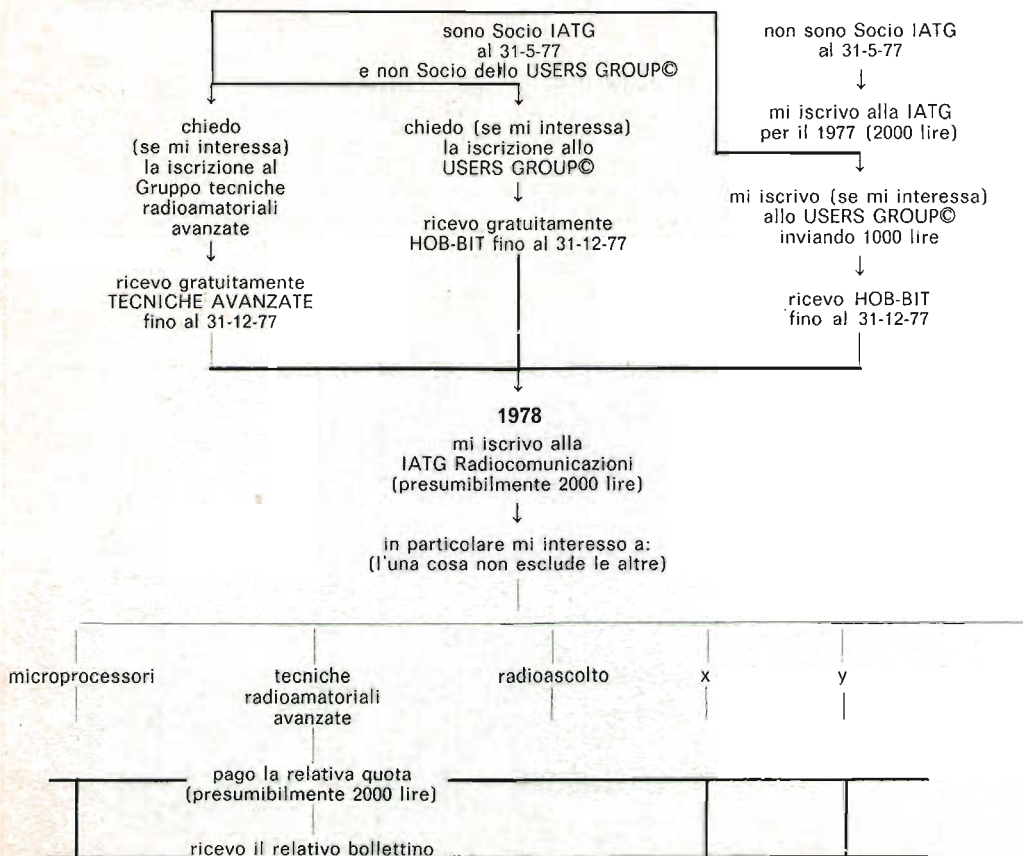 sono Socio IATG
al 31-5-77
e non Socio dello USERS GROUP©
non sono Socio IATG
al 31-5-77
↓
mi iscrivo alla IATG
per il 1977 (2000 lire)
chiedo
(se mi interessa)
la iscrizione al
Gruppo tecniche
radioamatoriali
avanzate
↓
ricevo gratuitamente
TECNICHE AVANZATE
fino al 31-12-77
chiedo (se mi interessa)
la iscrizione allo
USERS GROUP©
↓
ricevo gratuitamente
HOB-BIT fino al 31-12-77
mi iscrivo (se mi interessa)
allo USERS GROUP©
inviando 1000 lire
↓
ricevo HOB-BIT
fino al 31-12-77
1978
mi iscrivo alla
IATG Radiocomunicazioni
(presumibilmente 2000 lire)
↓
in particolare mi interesso a:
(l'una cosa non esclude le altre)
microprocessori
tecniche
radioamatoriali
avanzate
radioascolto
x
y
pago la relativa quota
(presumibilmente 2000 lire)
ricevo il relativo bollettino